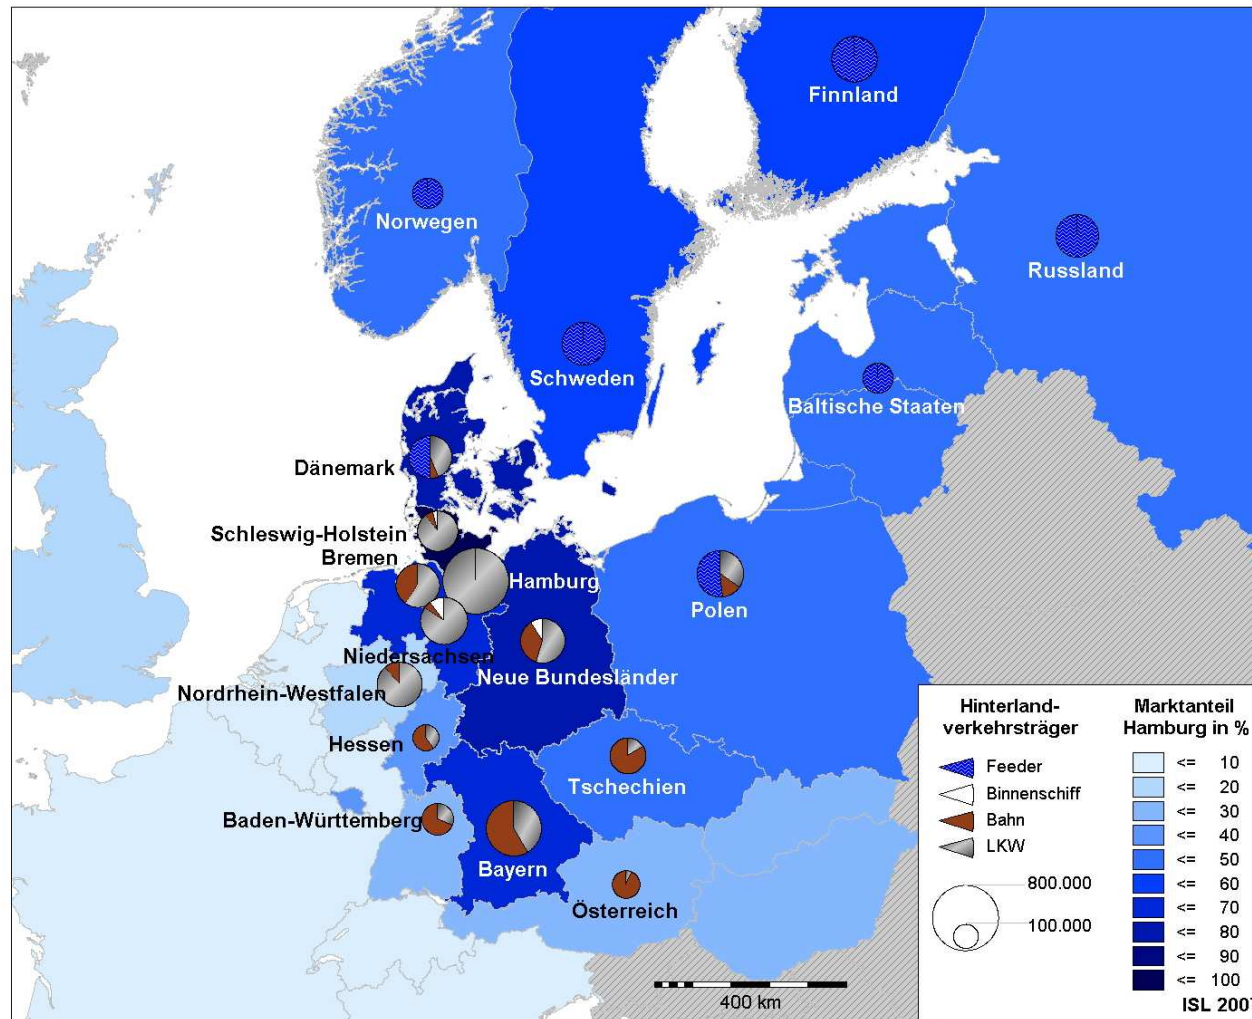 Finnland
Norwegen
Russland
Schweden
Baltische Staaten
Dänemark
Schleswig-Holstein
Bremen
Hamburg
Polen
Niedersachsen
Neue Bundesländer
Nordrhein-Westfalen
Hessen
Tschechien
Baden-Württemberg
Bayern
Österreich
400 km
Hinterland-
verkehrsträger
Feeder
Binnenschiff
Bahn
LKW
800.000
100.000
Marktanteil
Hamburg in %
<= 10
<= 20
<= 30
<= 40
<= 50
<= 60
<= 70
<= 80
<= 90
<= 100
ISL 200